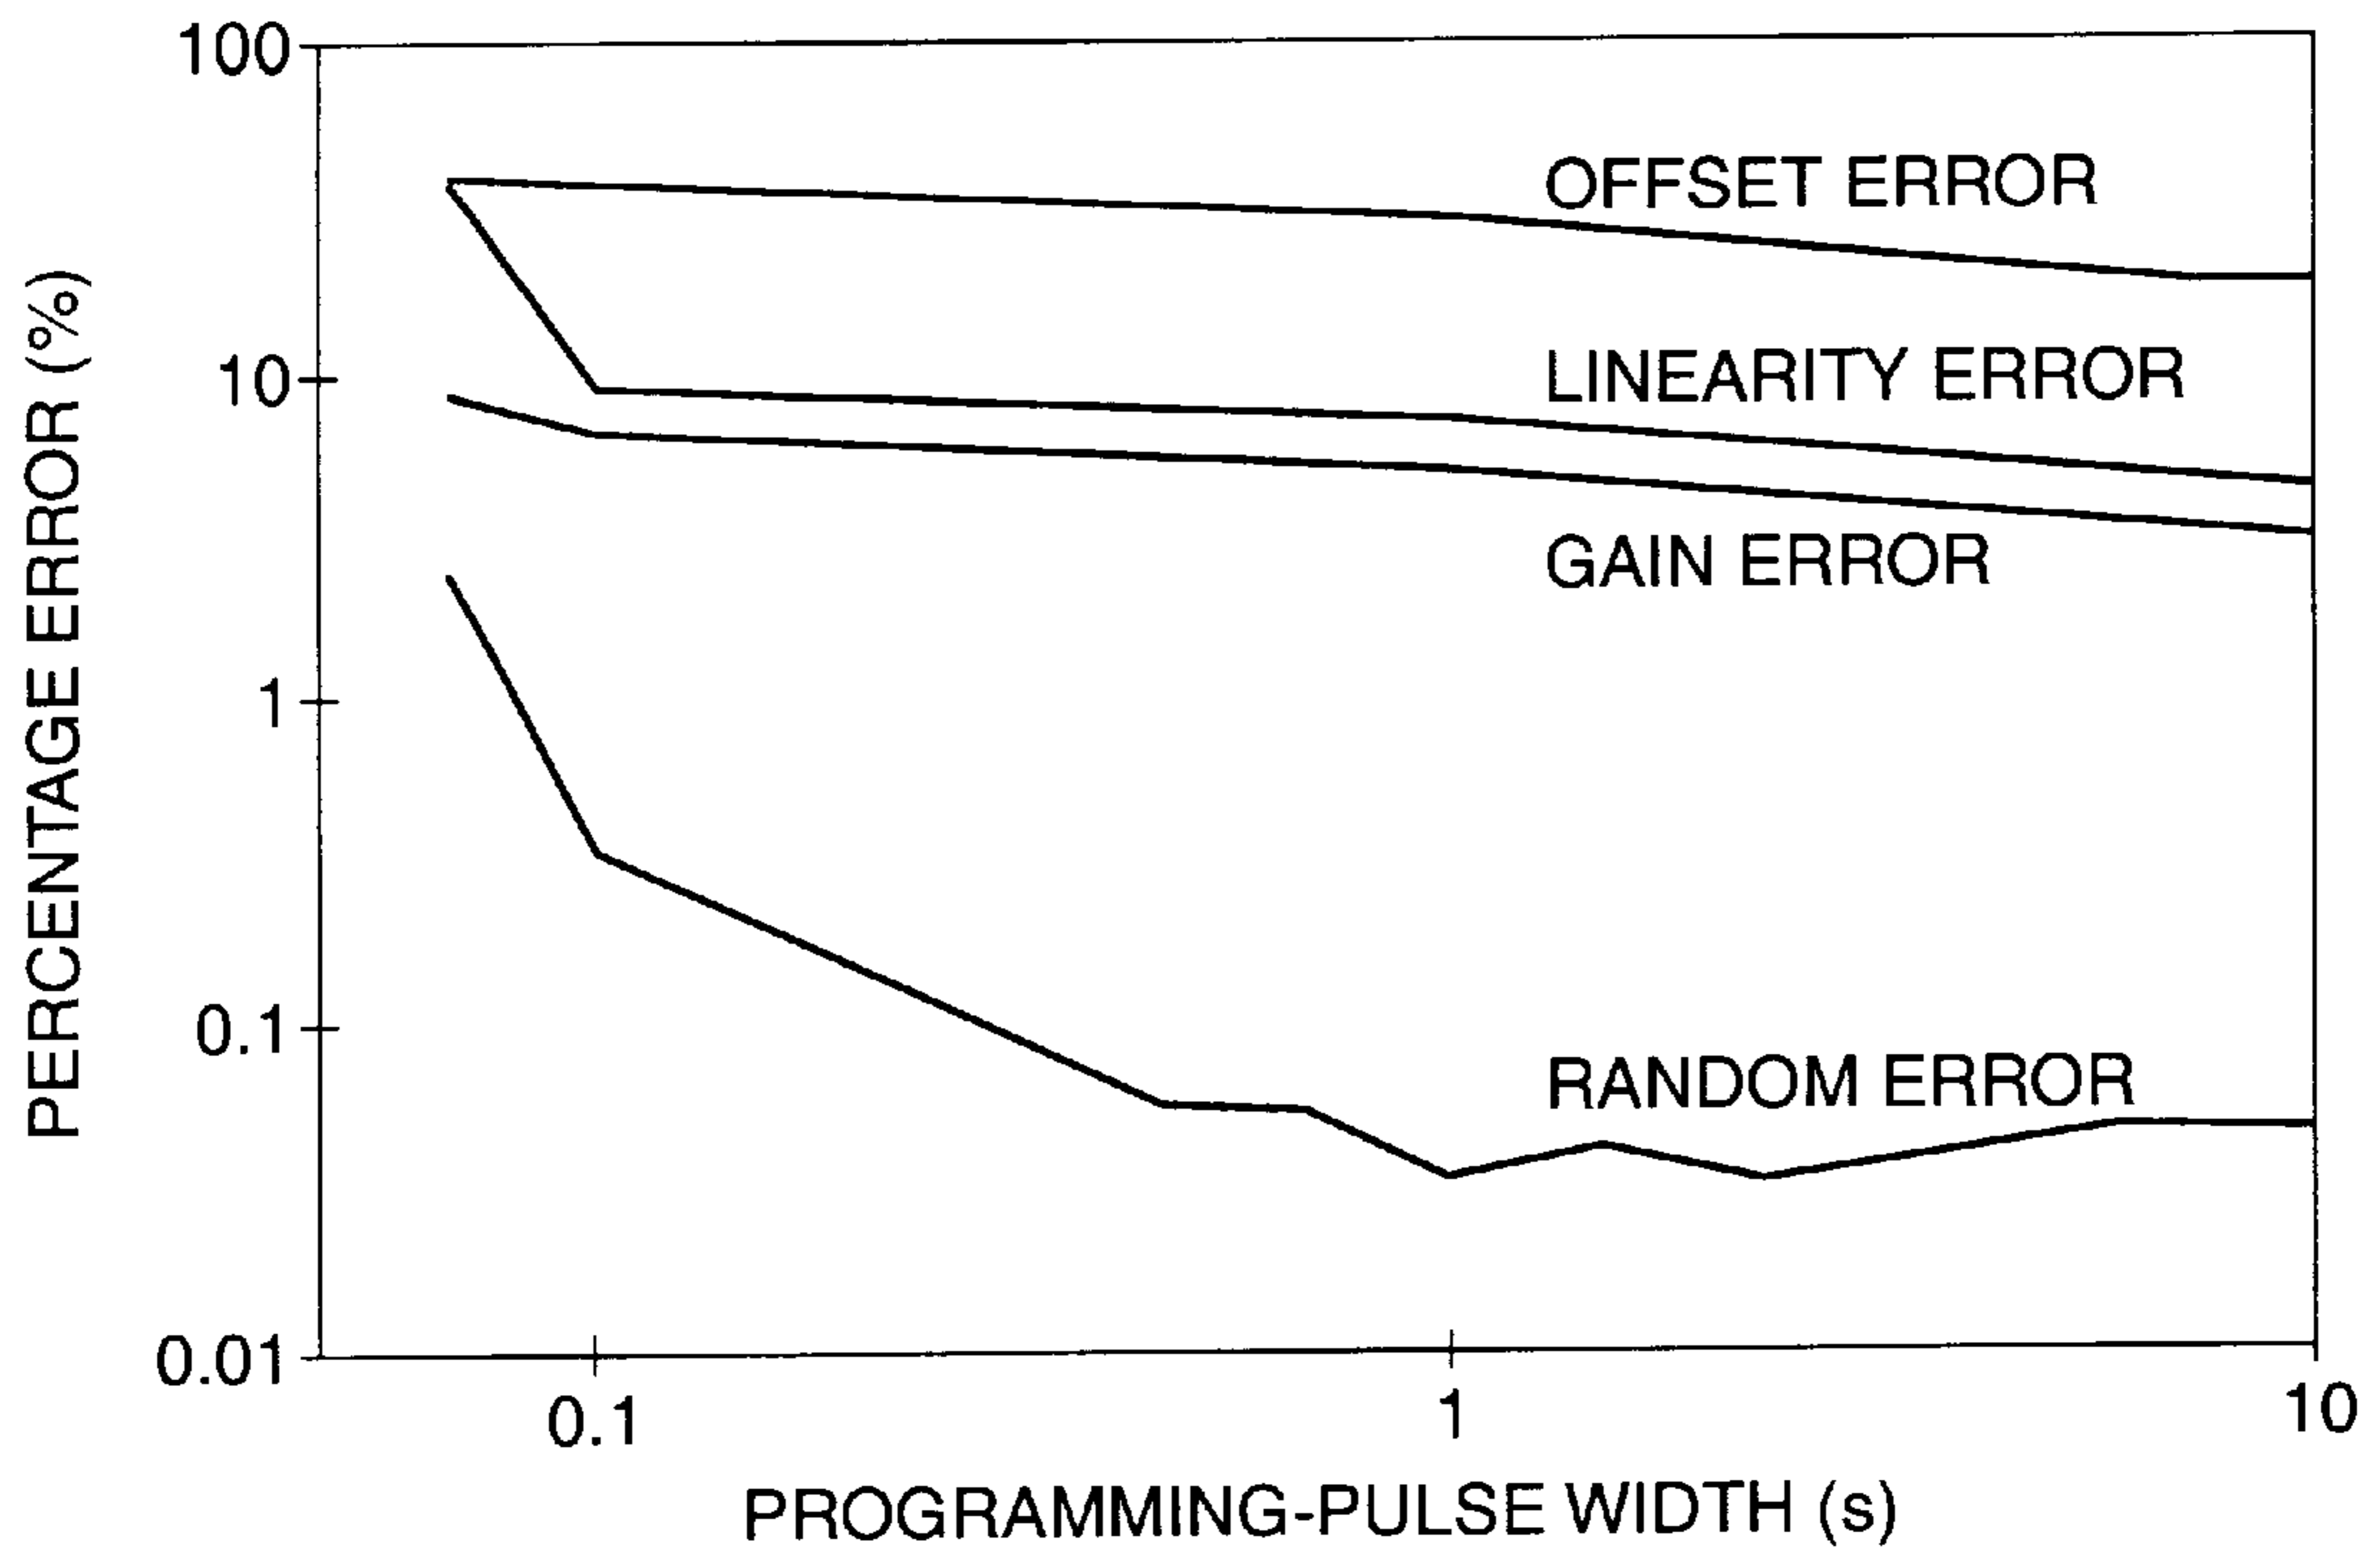 PERCENTAGE ERROR (%)
100
10
1
0.1
0.01
OFFSET ERROR
LINEARITY ERROR
GAIN ERROR
RANDOM ERROR
0.1
1
10
PROGRAMMING-PULSE WIDTH (s)